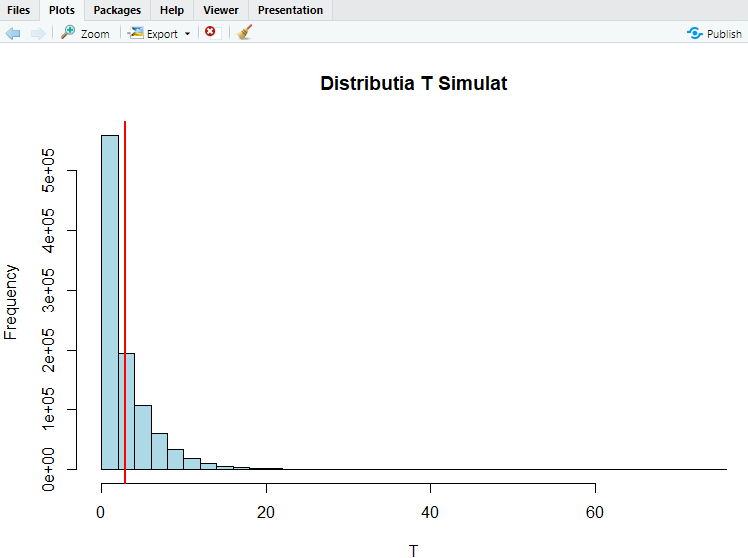 Files Plots Packages Help Viewer Presentation
Zoom Export Publish
Distributia T Simulat
Frequency
5e+05
4e+05
3e+05
2e+05
1e+05
0e+00
0 20 40 60
T